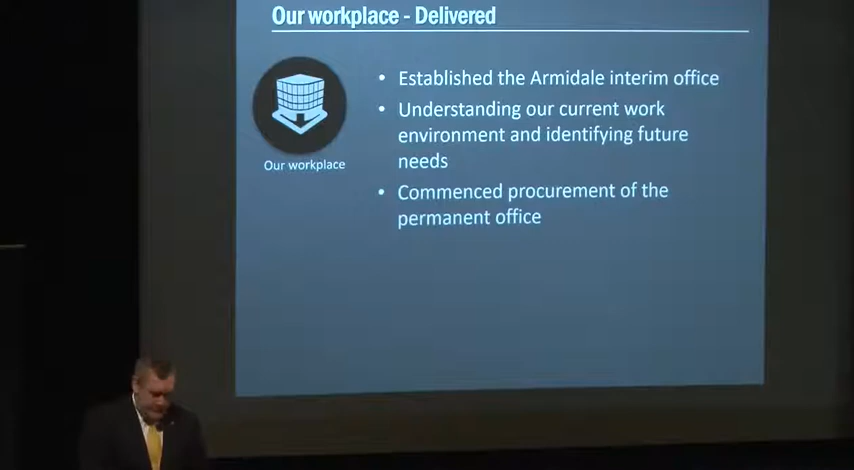 Our workplace - Delivered
Our workplace
• Established the Armidale interim office
• Understanding our current work
environment and identifying future
needs
• Commenced procurement of the
permanent office